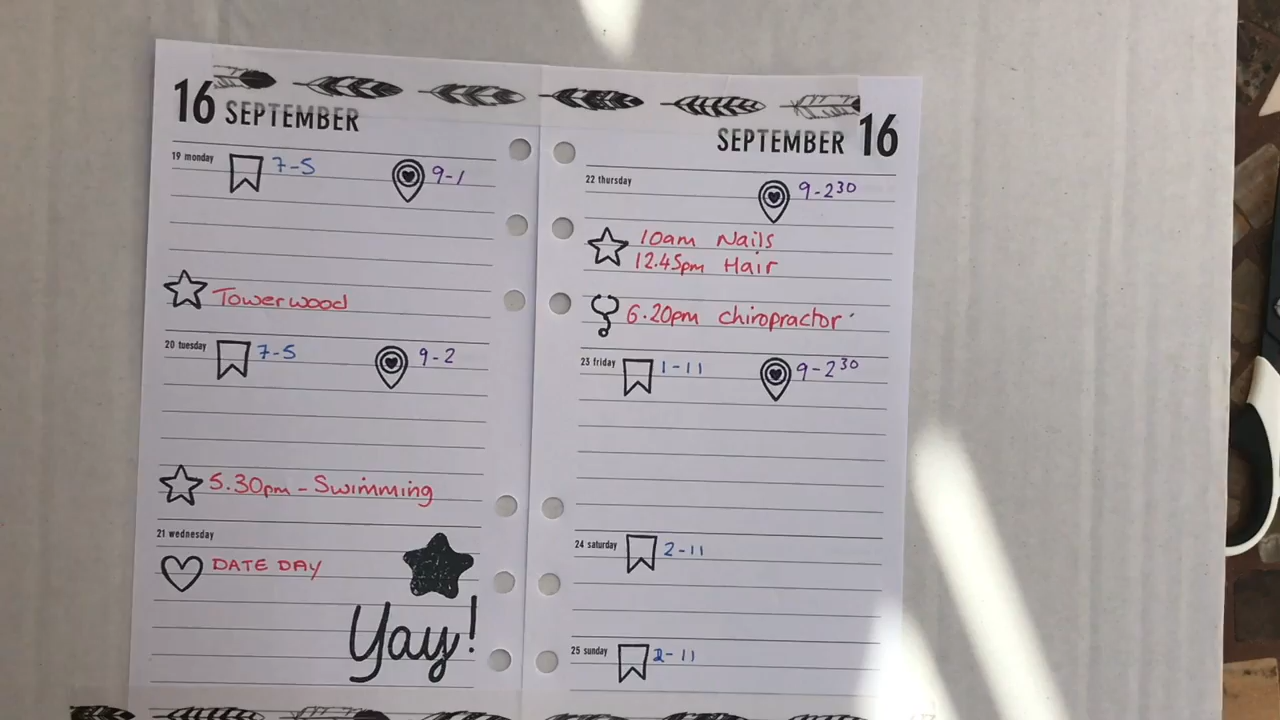 16 SEPTEMBER
19 monday 7-5 9-1
Towerwood
20 tuesday 7-5 9-2
5.30pm - Swimming
21 wednesday
DATE DAY
Yay!
SEPTEMBER 16
22 thursday 9-2³⁰
10am Nails
12.45pm Hair
6.20pm chiropractor
23 friday 1-11 9-2³⁰
24 saturday 2-11
25 sunday 2-11